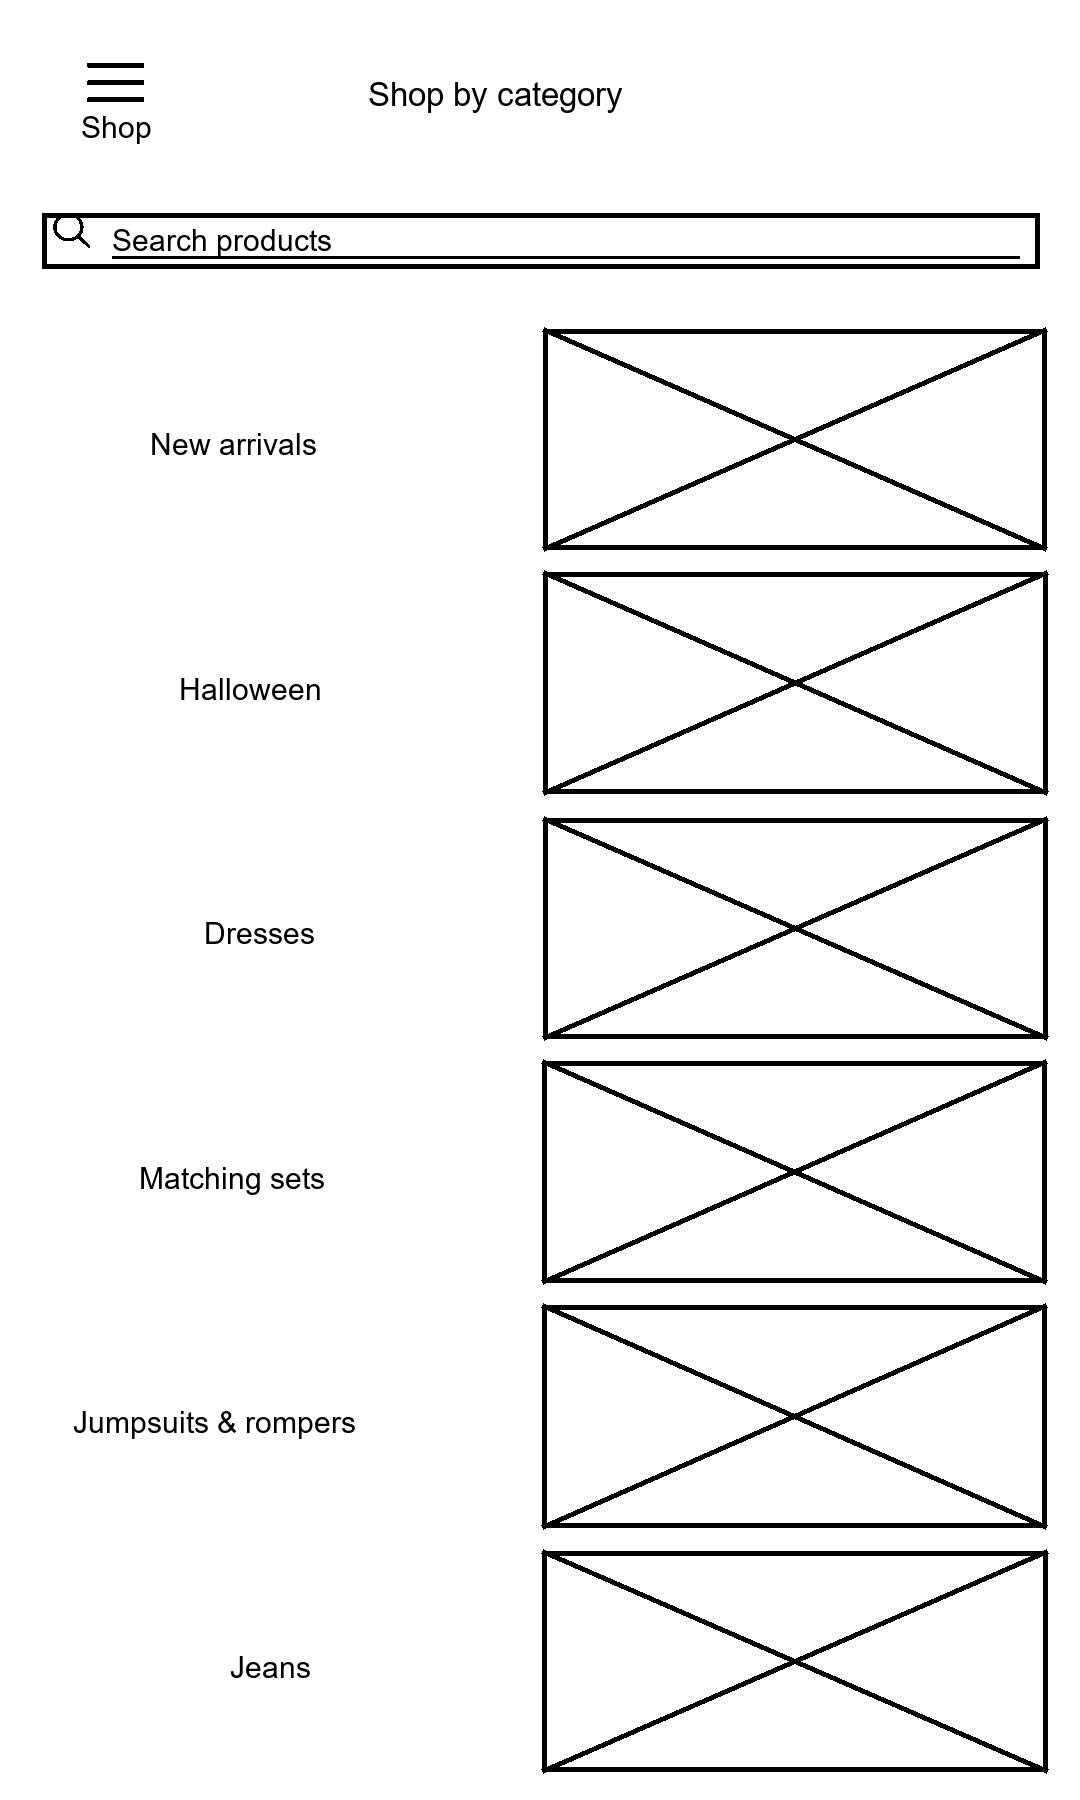 Shop by category
Shop
Search products
New arrivals
Halloween
Dresses
Matching sets
Jumpsuits & rompers
Jeans